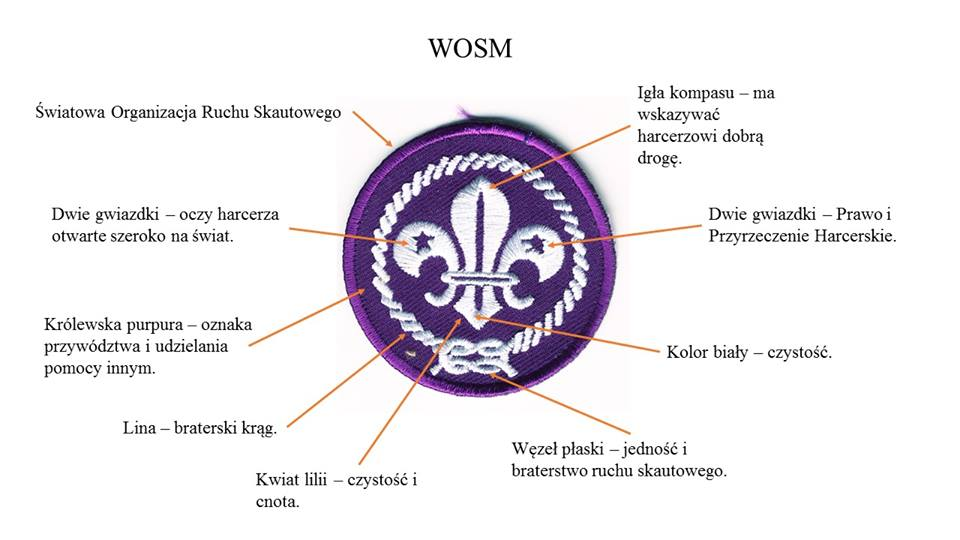 WOSM
Światowa Organizacja Ruchu Skautowego
Igła kompasu – ma
wskazywać
harcerzowi dobrą
drogę.
Dwie gwiazdki – oczy harcerza
otwarte szeroko na świat.
Dwie gwiazdki – Prawo i
Przyrzeczenie Harcerskie.
Królewska purpura – oznaka
przywództwa i udzielania
pomocy innym.
Kolor biały – czystość.
Lina – braterski krąg.
Węzeł płaski – jedność i
braterstwo ruchu skautowego.
Kwiat lilii – czystość i
cnota.